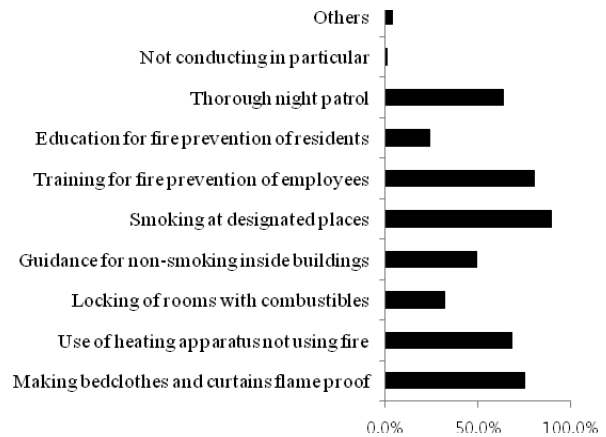 Others
Not conducting in particular
Thorough night patrol
Education for fire prevention of residents
Training for fire prevention of employees
Smoking at designated places
Guidance for non-smoking inside buildings
Locking of rooms with combustibles
Use of heating apparatus not using fire
Making bedclothes and curtains flame proof
0.0% 50.0% 100.0%